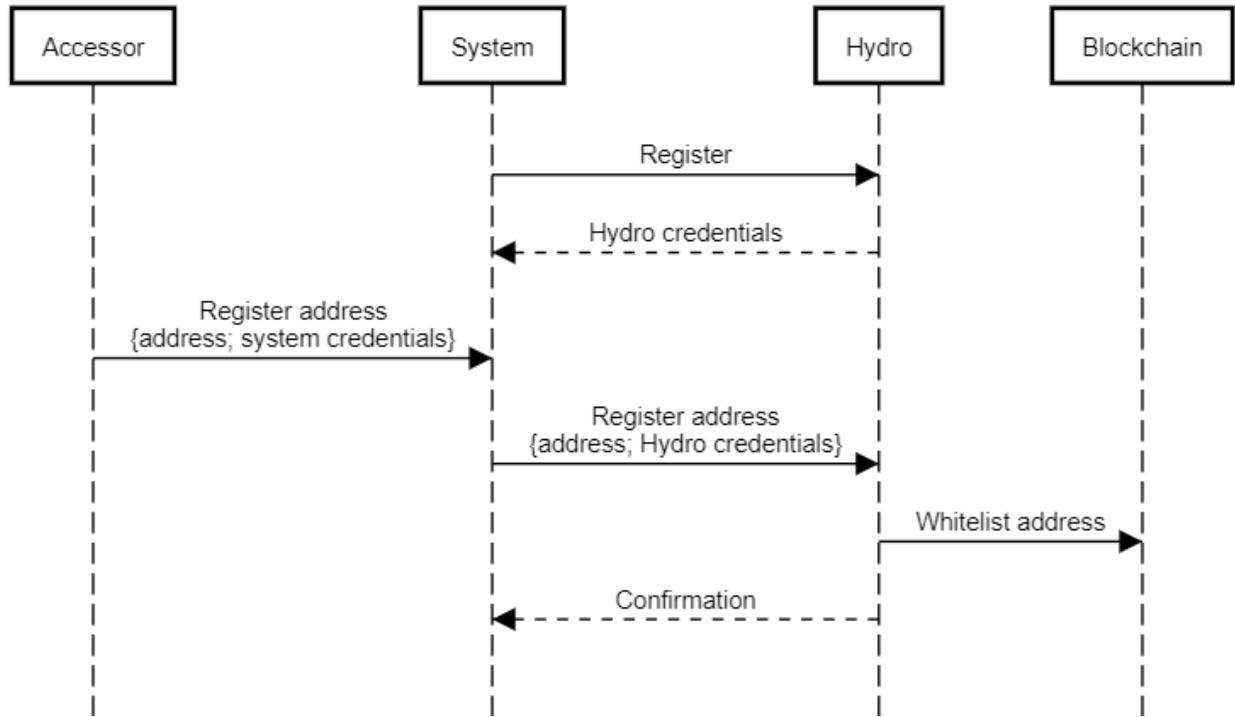 Accessor
System
Hydro
Blockchain
Register
Hydro credentials
Register address
{address; system credentials}
Register address
{address; Hydro credentials}
Whitelist address
Confirmation